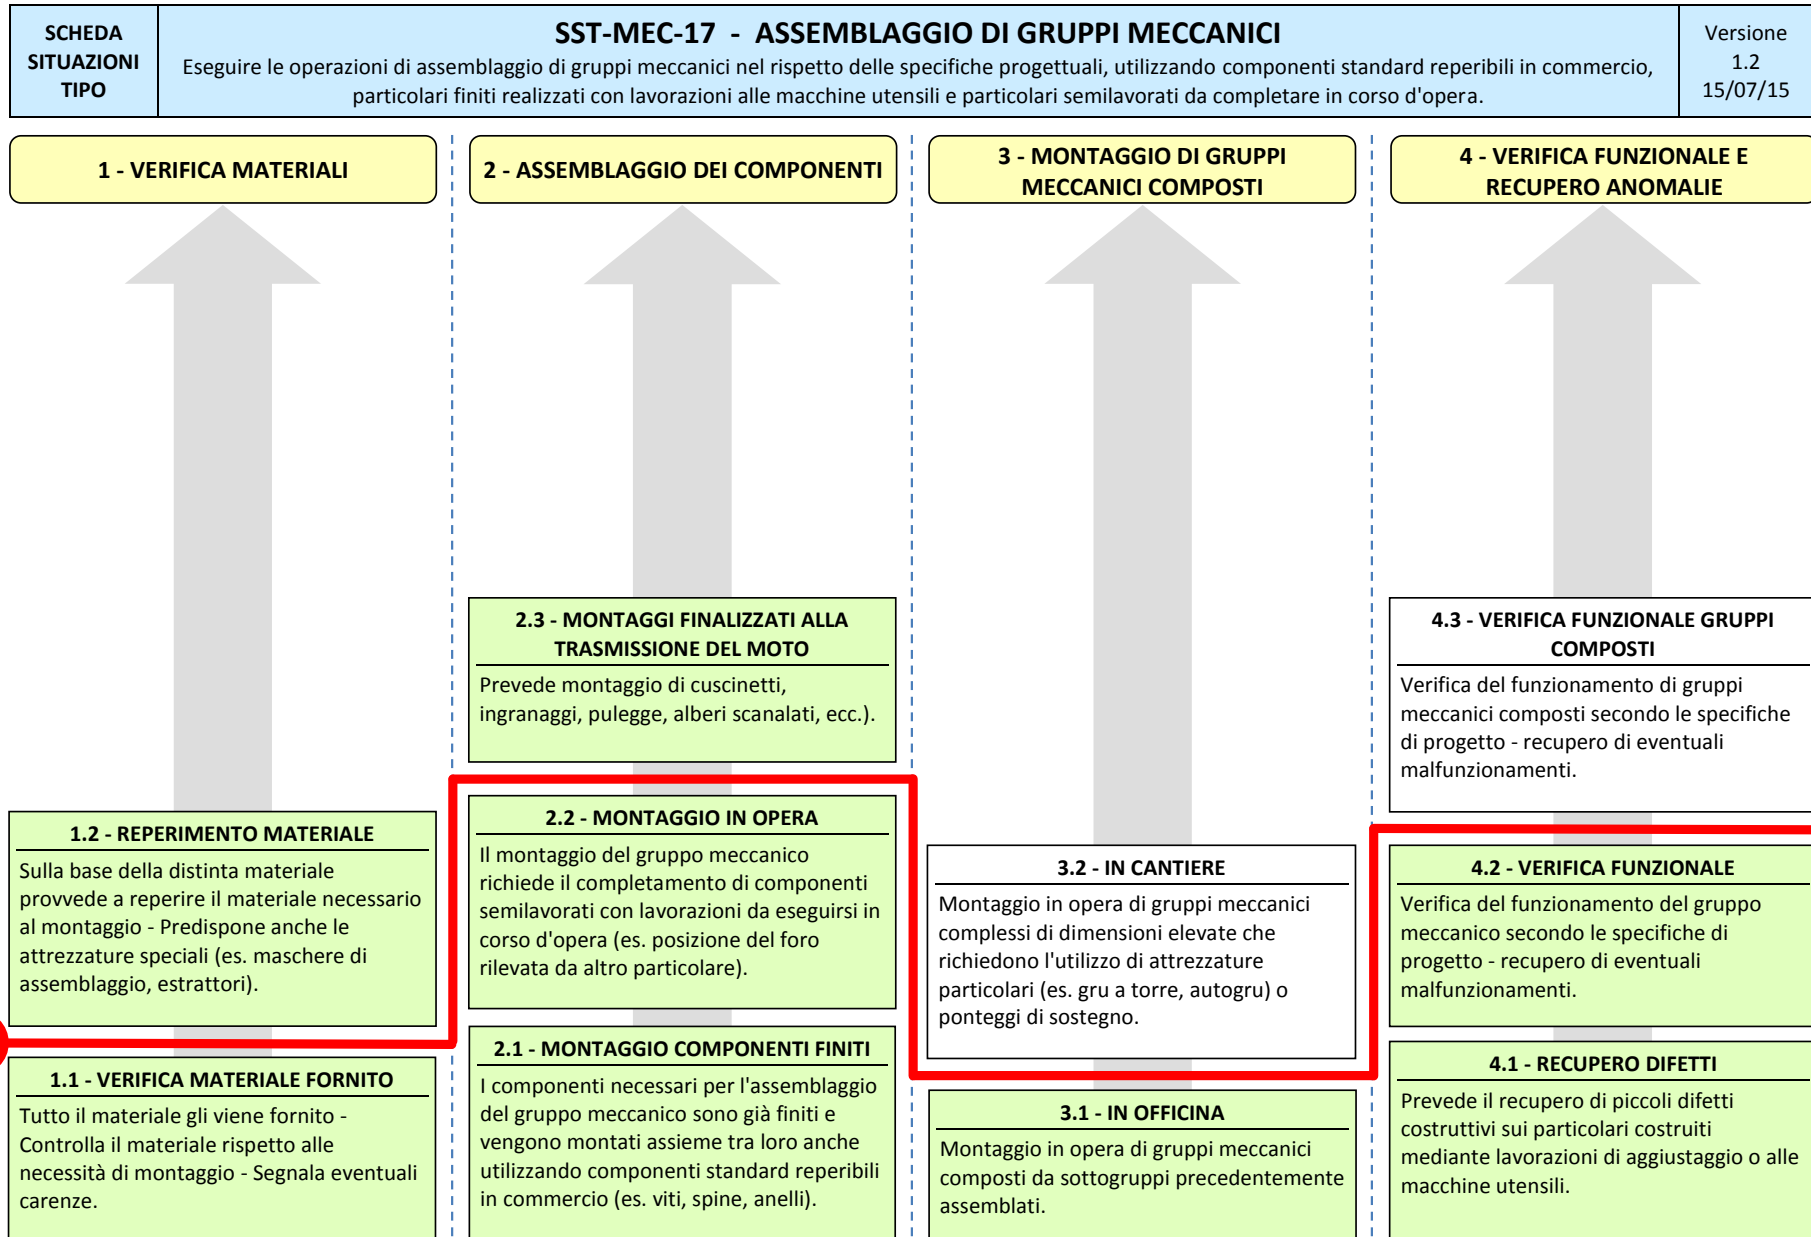 SCHEDA
SITUAZIONI
TIPO
SST-MEC-17 - ASSEMBLAGGIO DI GRUPPI MECCANICI
Eseguire le operazioni di assemblaggio di gruppi meccanici nel rispetto delle specifiche progettuali, utilizzando componenti standard reperibili in commercio,
particolari finiti realizzati con lavorazioni alle macchine utensili e particolari semilavorati da completare in corso d'opera.
Versione
1.2
15/07/15
1 - VERIFICA MATERIALI
1.2 - REPERIMENTO MATERIALE
Sulla base della distinta materiale
provvede a reperire il materiale necessario
al montaggio - Predispone anche le
attrezzature speciali (es. maschere di
assemblaggio, estrattori).
1.1 - VERIFICA MATERIALE FORNITO
Tutto il materiale gli viene fornito -
Controlla il materiale rispetto alle
necessità di montaggio - Segnala eventuali
carenze.
2 - ASSEMBLAGGIO DEI COMPONENTI
2.3 - MONTAGGI FINALIZZATI ALLA
TRASMISSIONE DEL MOTO
Prevede montaggio di cuscinetti,
ingranaggi, pulegge, alberi scanalati, ecc.).
2.2 - MONTAGGIO IN OPERA
Il montaggio del gruppo meccanico
richiede il completamento di componenti
semilavorati con lavorazioni da eseguirsi in
corso d'opera (es. posizione del foro
rilevata da altro particolare).
2.1 - MONTAGGIO COMPONENTI FINITI
I componenti necessari per l'assemblaggio
del gruppo meccanico sono già finiti e
vengono montati assieme tra loro anche
utilizzando componenti standard reperibili
in commercio (es. viti, spine, anelli).
3 - MONTAGGIO DI GRUPPI
MECCANICI COMPOSTI
3.2 - IN CANTIERE
Montaggio in opera di gruppi meccanici
complessi di dimensioni elevate che
richiedono l'utilizzo di attrezzature
particolari (es. gru a torre, autogru) o
ponteggi di sostegno.
3.1 - IN OFFICINA
Montaggio in opera di gruppi meccanici
composti da sottogruppi precedentemente
assemblati.
4 - VERIFICA FUNZIONALE E
RECUPERO ANOMALIE
4.3 - VERIFICA FUNZIONALE GRUPPI
COMPOSTI
Verifica del funzionamento di gruppi
meccanici composti secondo le specifiche
di progetto - recupero di eventuali
malfunzionamenti.
4.2 - VERIFICA FUNZIONALE
Verifica del funzionamento del gruppo
meccanico secondo le specifiche di
progetto - recupero di eventuali
malfunzionamenti.
4.1 - RECUPERO DIFETTI
Prevede il recupero di piccoli difetti
costruttivi sui particolari costruiti
mediante lavorazioni di aggiustaggio o alle
macchine utensili.